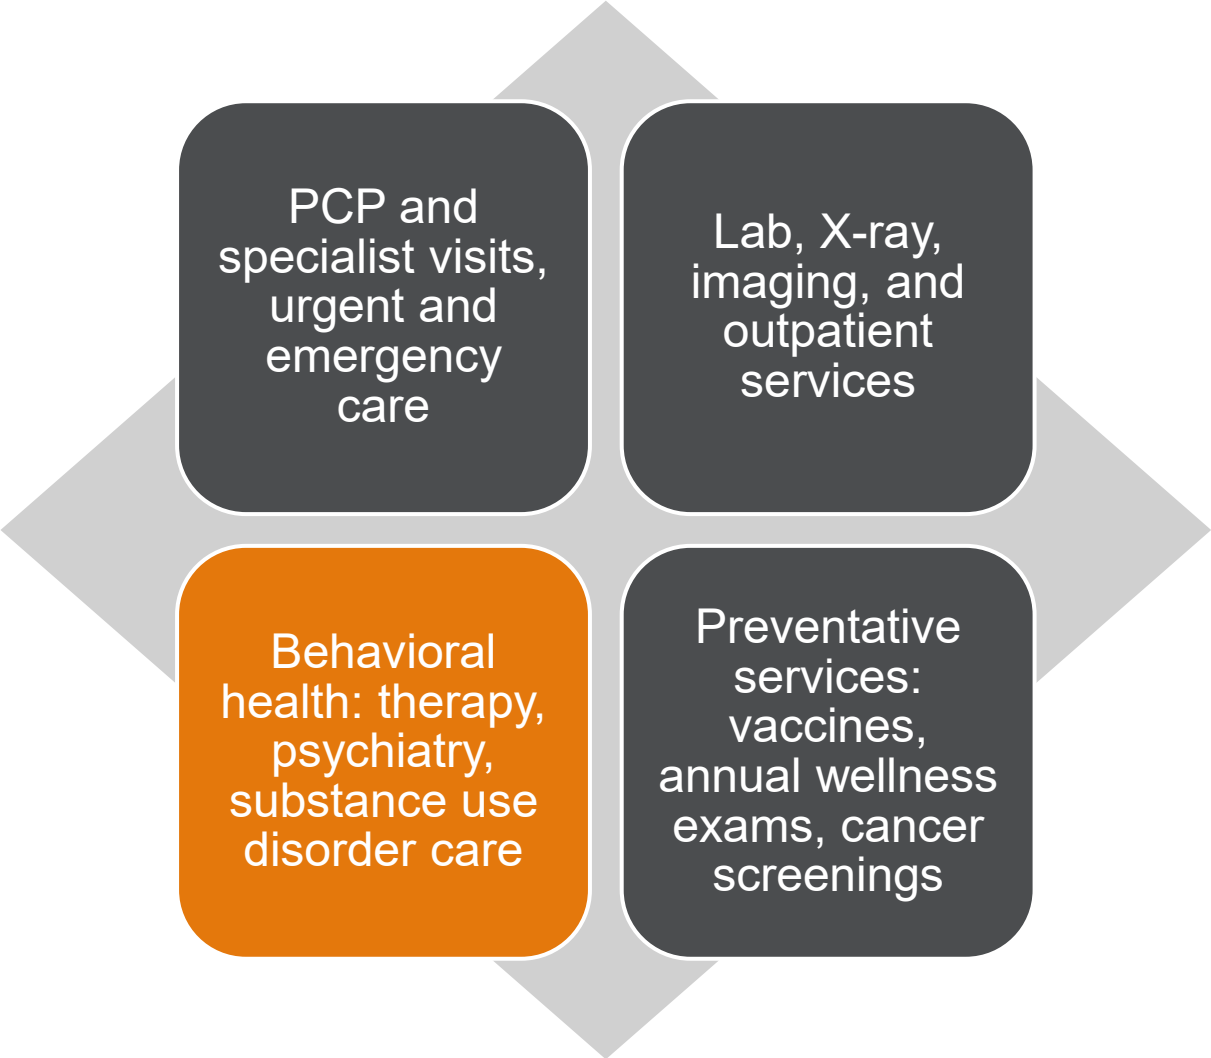 PCP and
specialist visits,
urgent and
emergency
care
Lab, X-ray,
imaging, and
outpatient
services
Behavioral
health: therapy,
psychiatry,
substance use
disorder care
Preventative
services:
vaccines,
annual wellness
exams, cancer
screenings